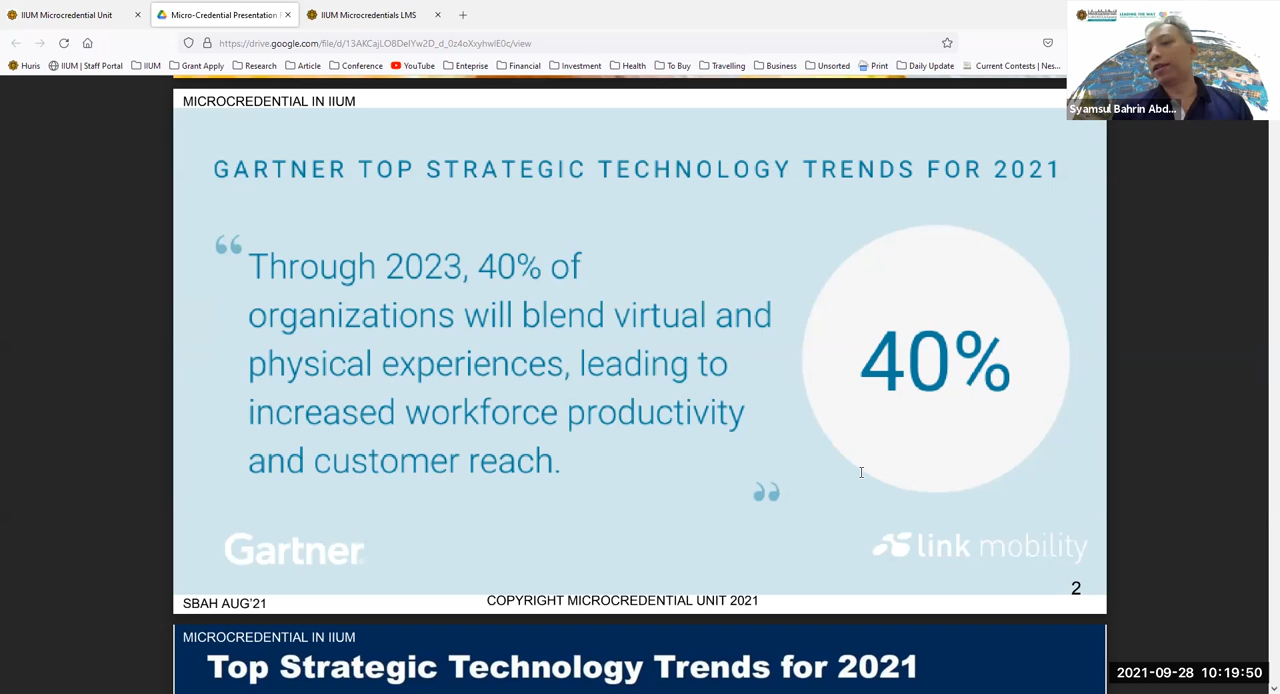 IIUM Microcredential Unit
Micro-Credential Presentation
IIUM Microcredentials LMS
https://drive.google.com/file/d/13AKCajLO8DelYw2D_d_0z4oXxyhwlE0c/view
Huris
IIUM | Staff Portal
IIUM
Grant Apply
Research
Article
Conference
YouTube
Enteprise
Financial
Investment
Health
To Buy
Travelling
Business
Unsorted
Print
Daily Update
Current Contests | Nes...
LEADING THE WAY
Syamsul Bahrin Abd...
MICROCREDENTIAL IN IIUM
GARTNER TOP STRATEGIC TECHNOLOGY TRENDS FOR 2021
“ Through 2023, 40% of
organizations will blend virtual and
physical experiences, leading to
increased workforce productivity
and customer reach.
”
40%
Gartner
link mobility
2
SBAH AUG'21
COPYRIGHT MICROCREDENTIAL UNIT 2021
MICROCREDENTIAL IN IIUM
Top Strategic Technology Trends for 2021
2021-09-28 10:19:50